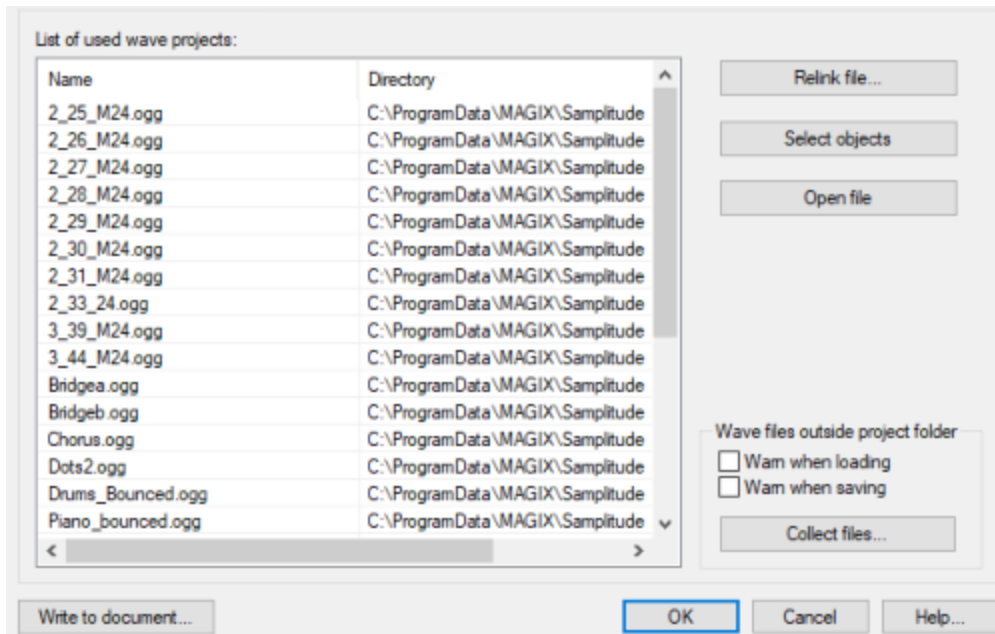 List of used wave projects:
Name Directory
2_25_M24.ogg C:\ProgramData\MAGIX\Samplitude
2_26_M24.ogg C:\ProgramData\MAGIX\Samplitude
2_27_M24.ogg C:\ProgramData\MAGIX\Samplitude
2_28_M24.ogg C:\ProgramData\MAGIX\Samplitude
2_29_M24.ogg C:\ProgramData\MAGIX\Samplitude
2_30_M24.ogg C:\ProgramData\MAGIX\Samplitude
2_31_M24.ogg C:\ProgramData\MAGIX\Samplitude
2_33_24.ogg C:\ProgramData\MAGIX\Samplitude
3_39_M24.ogg C:\ProgramData\MAGIX\Samplitude
3_44_M24.ogg C:\ProgramData\MAGIX\Samplitude
Bridgea.ogg C:\ProgramData\MAGIX\Samplitude
Bridgeb.ogg C:\ProgramData\MAGIX\Samplitude
Chorus.ogg C:\ProgramData\MAGIX\Samplitude
Dots2.ogg C:\ProgramData\MAGIX\Samplitude
Drums_Bounced.ogg C:\ProgramData\MAGIX\Samplitude
Piano_bounced.ogg C:\ProgramData\MAGIX\Samplitude
Relink file...
Select objects
Open file
Wave files outside project folder
Warn when loading
Warn when saving
Collect files...
Write to document...
OK
Cancel
Help...